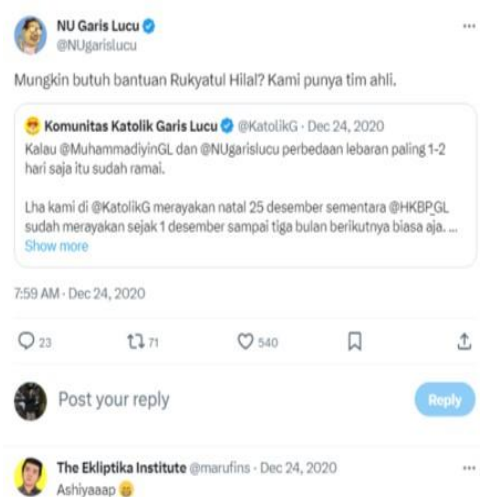 NU Garis Lucu
@NUgarislucu
Mungkin butuh bantuan Rukyatul Hilal? Kami punya tim ahli.
Komunitas Katolik Garis Lucu @KatolikG · Dec 24, 2020
Kalau @MuhammadiyinGL dan @NUgarislucu perbedaan lebaran paling 1-2
hari saja itu sudah ramai.
Lha kami di @KatolikG merayakan natal 25 desember sementara @HKBP_GL
sudah merayakan sejak 1 desember sampai tiga bulan berikutnya biasa aja. ...
Show more
7:59 AM · Dec 24, 2020
23 71 540
Post your reply
Reply
The Ekliptika Institute @marufins · Dec 24, 2020
Ashiyaaap